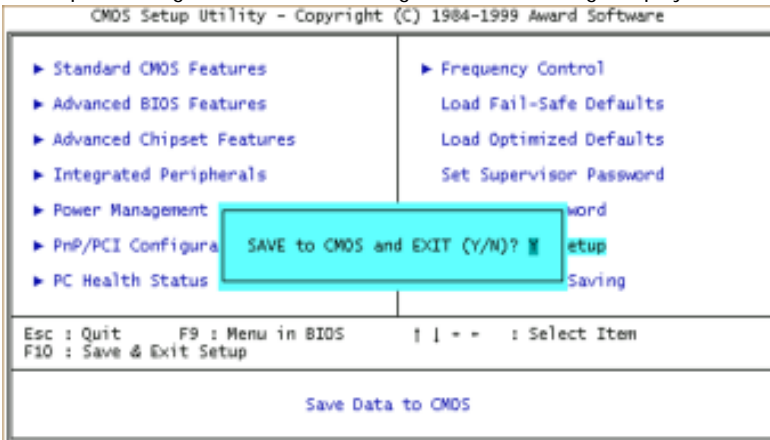 CMOS Setup Utility - Copyright (C) 1984-1999 Award Software
► Standard CMOS Features
► Advanced BIOS Features
► Advanced Chipset Features
► Integrated Peripherals
► Power Management
► PnP/PCI Configura
► PC Health Status
► Frequency Control
Load Fail-Safe Defaults
Load Optimized Defaults
Set Supervisor Password
word
etup
Saving
SAVE to CMOS and EXIT (Y/N)? Y
Esc : Quit F9 : Menu in BIOS ↑ ↓ - - : Select Item
F10 : Save & Exit Setup
Save Data to CMOS